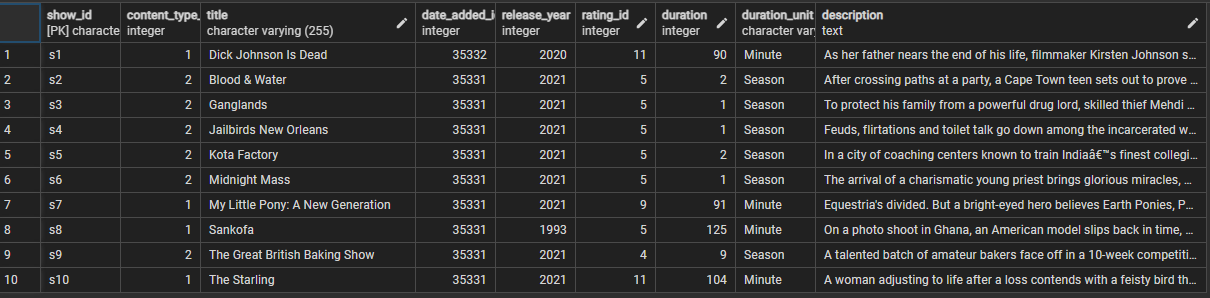 show_id content_type_ title date_added_i release_year rating_id duration duration_unit description
[PK] characte integer character varying (255) integer integer integer integer character var text
1 s1 1 Dick Johnson Is Dead 35332 2020 11 90 Minute As her father nears the end of his life, filmmaker Kirsten Johnson s...
2 s2 2 Blood & Water 35331 2021 5 2 Season After crossing paths at a party, a Cape Town teen sets out to prove ...
3 s3 2 Ganglands 35331 2021 5 1 Season To protect his family from a powerful drug lord, skilled thief Mehdi ...
4 s4 2 Jailbirds New Orleans 35331 2021 5 1 Season Feuds, flirtations and toilet talk go down among the incarcerated w...
5 s5 2 Kota Factory 35331 2021 5 2 Season In a city of coaching centers known to train Indiaâ€™s finest collegi...
6 s6 2 Midnight Mass 35331 2021 5 1 Season The arrival of a charismatic young priest brings glorious miracles, ...
7 s7 1 My Little Pony: A New Generation 35331 2021 9 91 Minute Equestria's divided. But a bright-eyed hero believes Earth Ponies, P...
8 s8 1 Sankofa 35331 1993 5 125 Minute On a photo shoot in Ghana, an American model slips back in time, ...
9 s9 2 The Great British Baking Show 35331 2021 4 9 Season A talented batch of amateur bakers face off in a 10-week competiti...
10 s10 1 The Starling 35331 2021 11 104 Minute A woman adjusting to life after a loss contends with a feisty bird th...